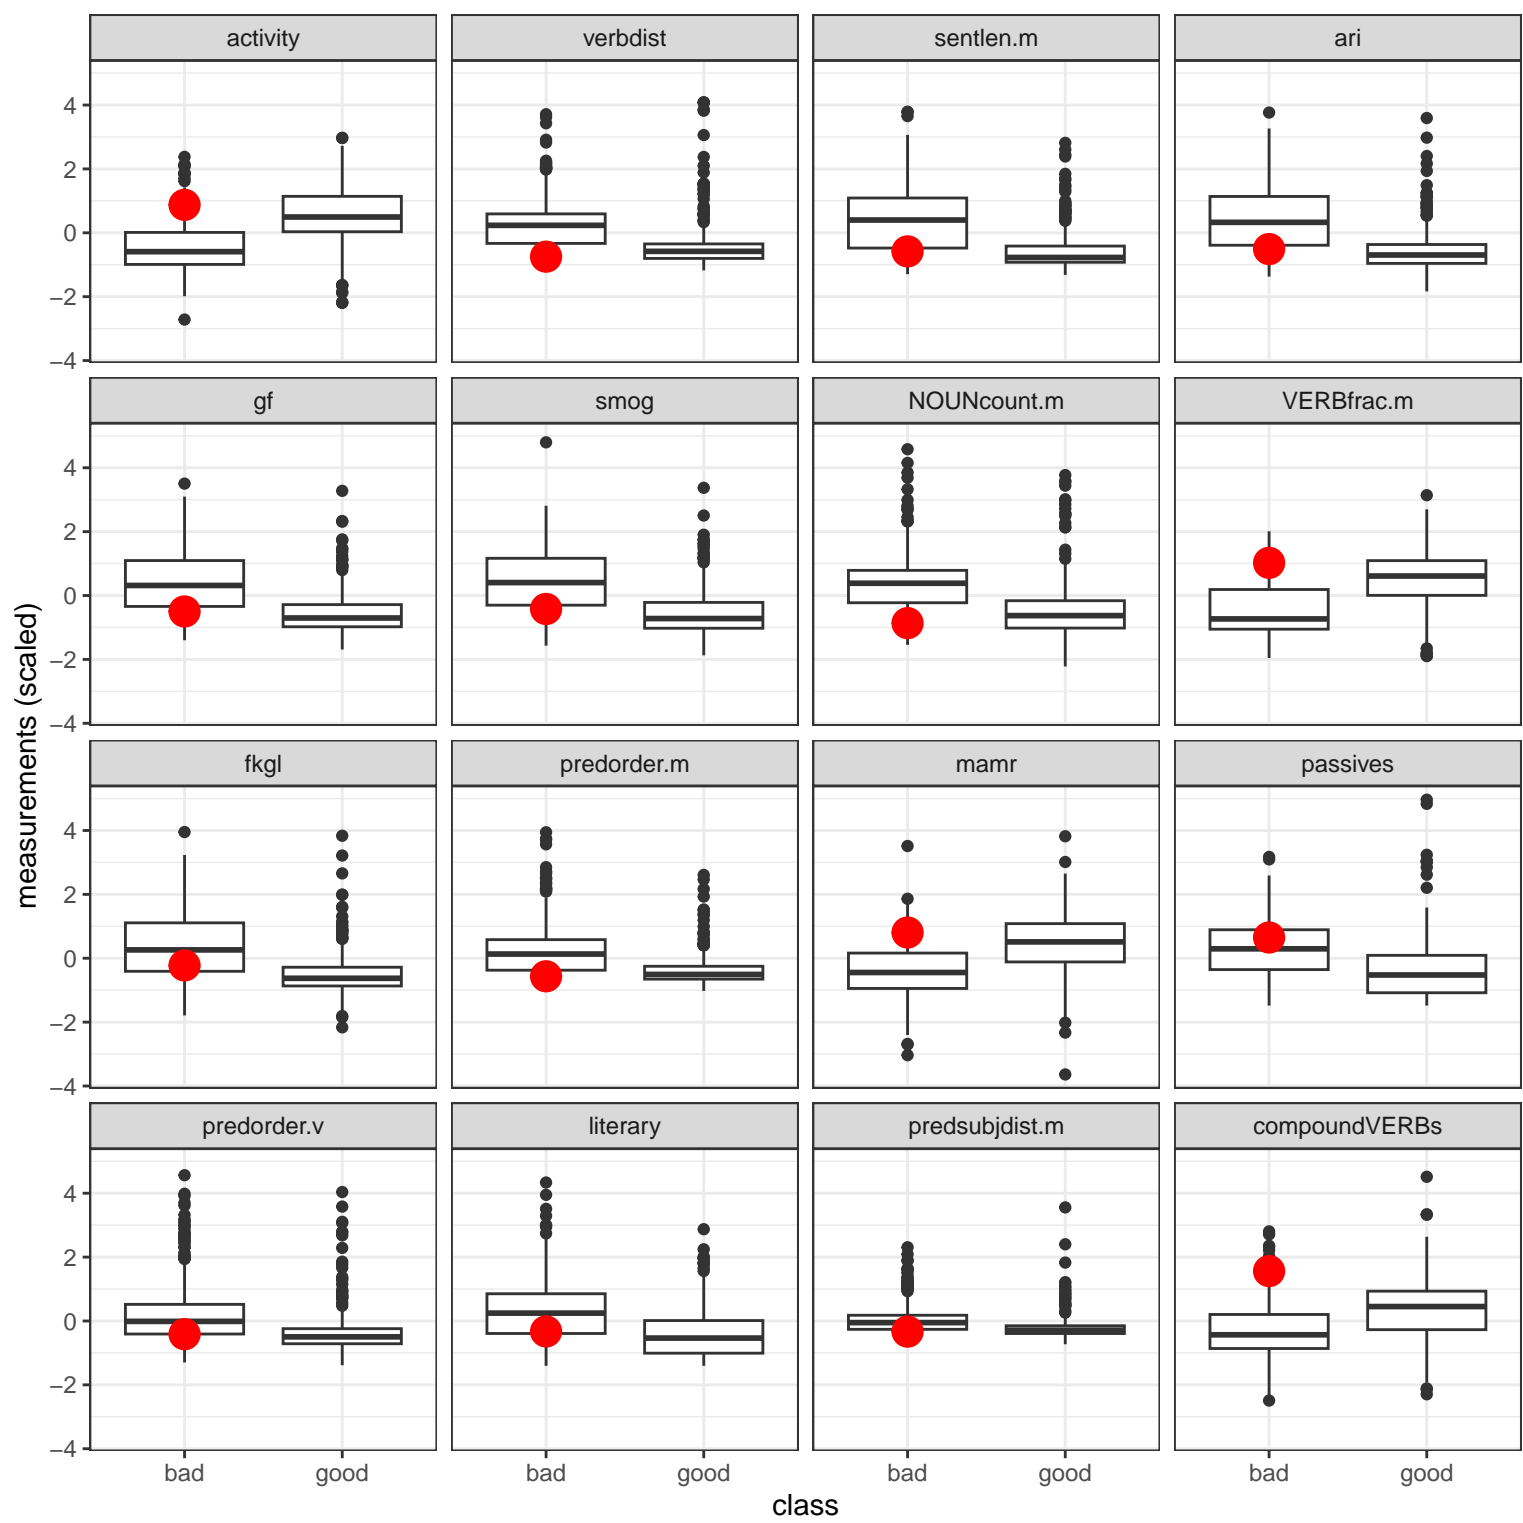 activity verbdist sentlen.m ari
4
2
0
−2
−4
gf smog NOUNcount.m VERBfrac.m
4
2
0
−2
−4
measurements (scaled)
fkgl predorder.m mamr passives
4
2
0
−2
−4
predorder.v literary predsubjdist.m compoundVERBs
4
2
0
−2
−4
bad good bad good bad good bad good
class